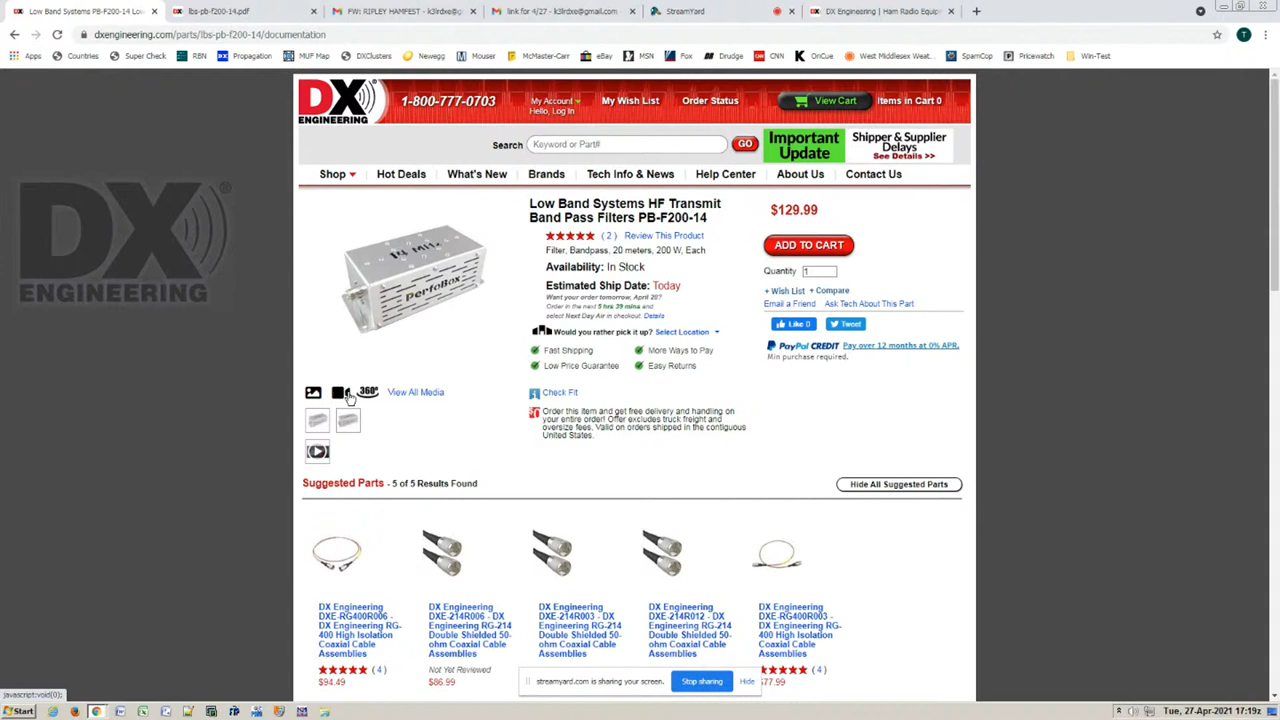 Low Band Systems PB-F200-14 Lo
lbs-pb-f200-14.pdf
FW: RIPLEY HAMFEST - k3lrdxe@g
link for 4/27 - k3lrdxe@gmail.com
StreamYard
DX Engineering | Ham Radio Equip
dxengineering.com/parts/lbs-pb-f200-14/documentation
T
Countries
Super Check
RBN
Propagation
MUF Map
DXClusters
Newegg
Mouser
McMaster-Carr
eBay
MSN
Fox
Drudge
CNN
OnCue
West Middlesex Weat...
SpamCop
Pricewatch
Win-Test
DX
ENGINEERING
1-800-777-0703
My Account
Hello, Log In
My Wish List
Order Status
View Cart
Items in Cart 0
Search
Keyword or Part#
GO
Important
Update
Shipper & Supplier
Delays
See Details >>
Shop
Hot Deals
What's New
Brands
Tech Info & News
Help Center
About Us
Contact Us
DX
ENGINEERING
14 MHz
PerfoBox
Low Band Systems HF Transmit
Band Pass Filters PB-F200-14
( 2 ) Review This Product
Filter, Bandpass, 20 meters, 200 W, Each
Availability: In Stock
Estimated Ship Date: Today
Want your order tomorrow, April 28?
Order in the next 5 hrs 39 mins and
select Next Day Air in checkout. Details
Would you rather pick it up? Select Location
Fast Shipping
More Ways to Pay
Low Price Guarantee
Easy Returns
$129.99
ADD TO CART
Quantity 1
+ Wish List + Compare
Email a Friend
Ask Tech About This Part
Like 0
Tweet
PayPal CREDIT Pay over 12 months at 0% APR.
Min purchase required.
360°
View All Media
Check Fit
Order this item and get free delivery and handling on
your entire order! Offer excludes truck freight and
oversize fees. Valid on orders shipped in the contiguous
United States.
Suggested Parts - 5 of 5 Results Found
Hide All Suggested Parts
DX Engineering
DXE-RG400R006 -
DX Engineering RG-
400 High Isolation
Coaxial Cable
Assemblies
( 4 )
$94.49
DX Engineering
DXE-214R006 - DX
Engineering RG-214
Double Shielded 50-
ohm Coaxial Cable
Assemblies
Not Yet Reviewed
$86.99
DX Engineering
DXE-214R003 - DX
Engineering RG-214
Double Shielded 50-
ohm Coaxial Cable
Assemblies
DX Engineering
DXE-214R012 - DX
Engineering RG-214
Double Shielded 50-
ohm Coaxial Cable
Assemblies
DX Engineering
DXE-RG400R003 -
DX Engineering RG-
400 High Isolation
Coaxial Cable
Assemblies
( 4 )
$77.99
streamyard.com is sharing your screen.
Stop sharing
Hide
javascript:void(0);
Start
Tue, 27-Apr-2021 17:19z